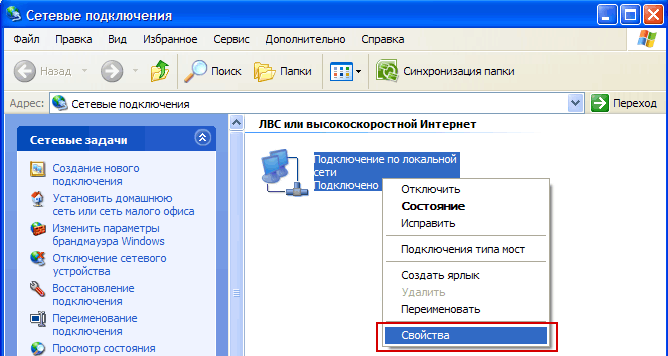 Сетевые подключения
Файл Правка Вид Избранное Сервис Дополнительно Справка
Назад Поиск Папки Синхронизация папки
Адрес: Сетевые подключения Переход
Сетевые задачи
Создание нового
подключения
Установить домашнюю
сеть или сеть малого офиса
Изменить параметры
брандмауэра Windows
Отключение сетевого
устройства
Восстановление
подключения
Переименование
подключения
Просмотр состояния
ЛВС или высокоскоростной Интернет
Подключение по локальной
сети
Подключено
Отключить
Состояние
Исправить
Подключения типа мост
Создать ярлык
Удалить
Переименовать
Свойства